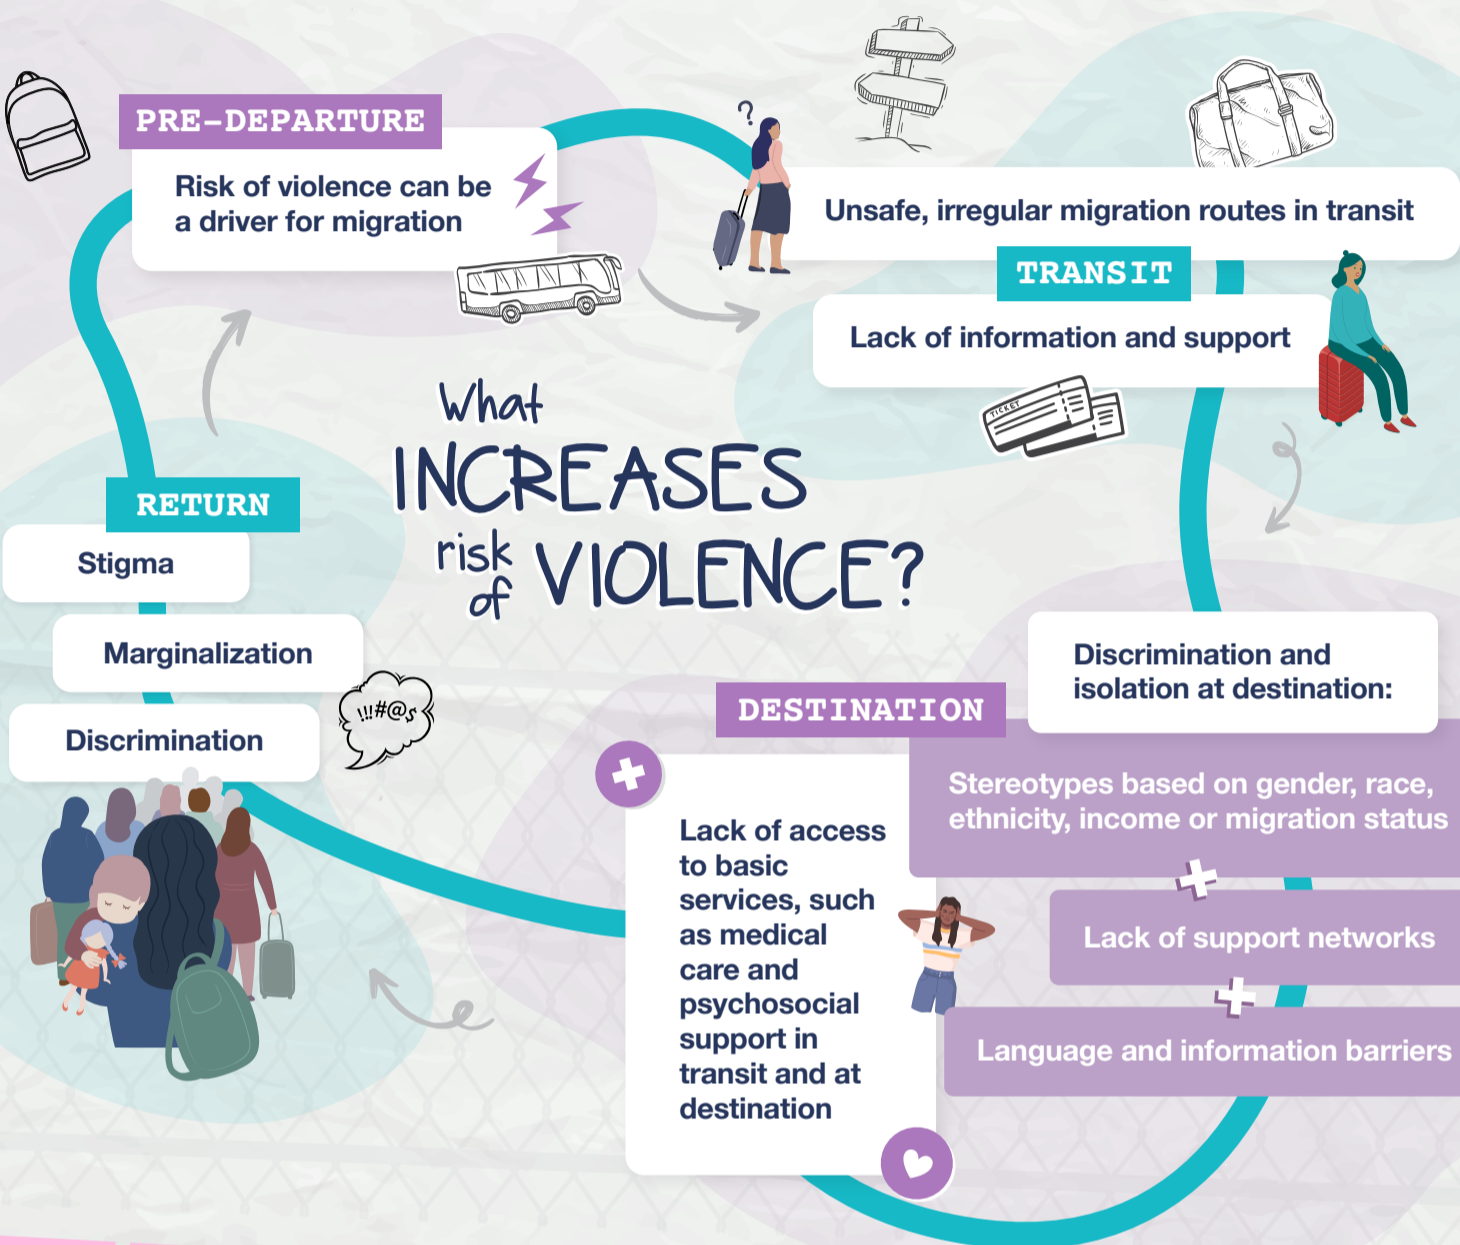 PRE-DEPARTURE
Risk of violence can be
a driver for migration
?
Unsafe, irregular migration routes in transit
TRANSIT
Lack of information and support
TICKET
What
INCREASES
risk
of
VIOLENCE?
RETURN
Stigma
Marginalization
Discrimination
!!!#@$
Discrimination and
isolation at destination:
DESTINATION
Stereotypes based on gender, race,
ethnicity, income or migration status
Lack of support networks
Language and information barriers
Lack of access
to basic
services, such
as medical
care and
psychosocial
support in
transit and at
destination